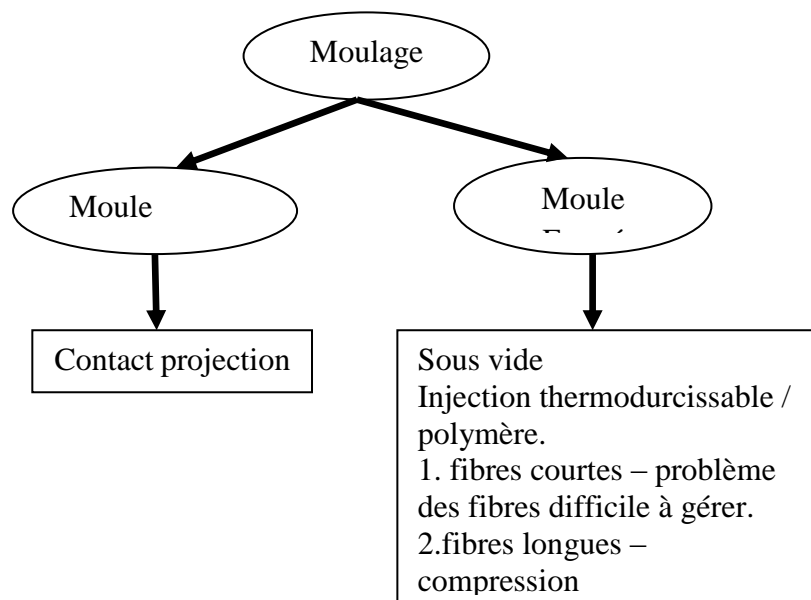 Moulage
Moule
Moule
Contact projection
Sous vide
Injection thermodurcissable /
polymère.
1. fibres courtes – problème
des fibres difficile à gérer.
2.fibres longues –
compression